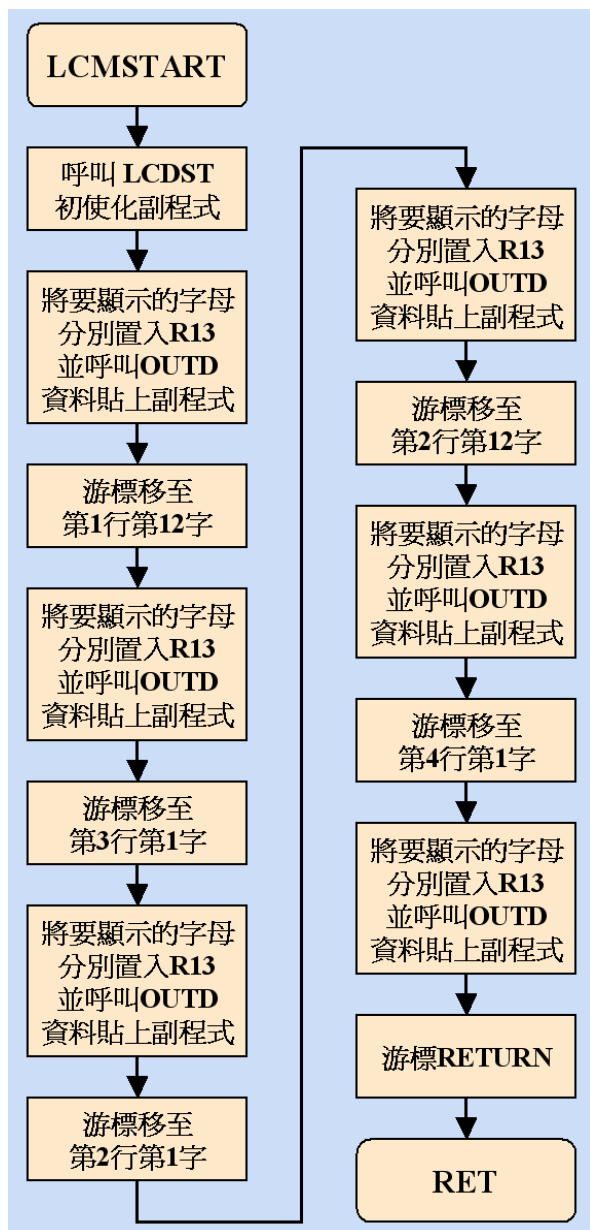 LCMSTART
呼叫 LCDST
初使化副程式
將要顯示的字母
分別置入R13
並呼叫OUTD
資料貼上副程式
游標移至
第1行第12字
將要顯示的字母
分別置入R13
並呼叫OUTD
資料貼上副程式
游標移至
第3行第1字
將要顯示的字母
分別置入R13
並呼叫OUTD
資料貼上副程式
游標移至
第2行第1字
將要顯示的字母
分別置入R13
並呼叫OUTD
資料貼上副程式
游標移至
第2行第12字
將要顯示的字母
分別置入R13
並呼叫OUTD
資料貼上副程式
游標移至
第4行第1字
將要顯示的字母
分別置入R13
並呼叫OUTD
資料貼上副程式
游標RETURN
RET